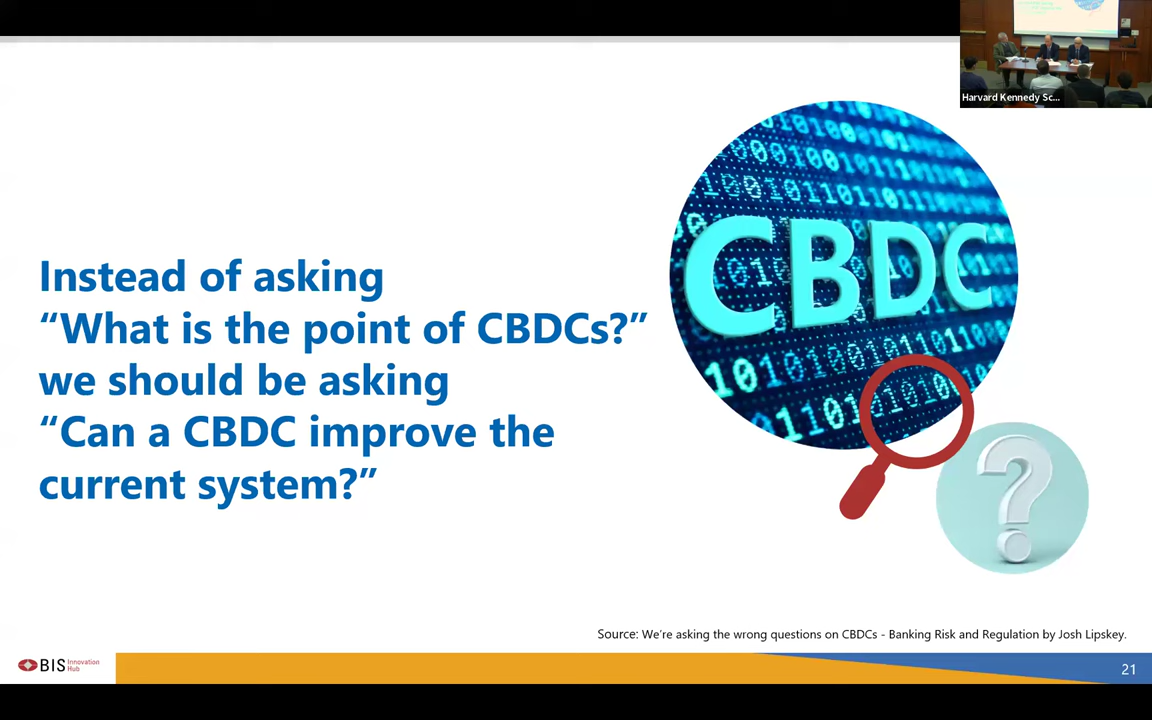 Harvard Kennedy Sc...
CBDC
Instead of asking
“What is the point of CBDCs?”
we should be asking
“Can a CBDC improve the
current system?”
?
Source: We’re asking the wrong questions on CBDCs - Banking Risk and Regulation by Josh Lipskey.
BIS Innovation
Hub
21